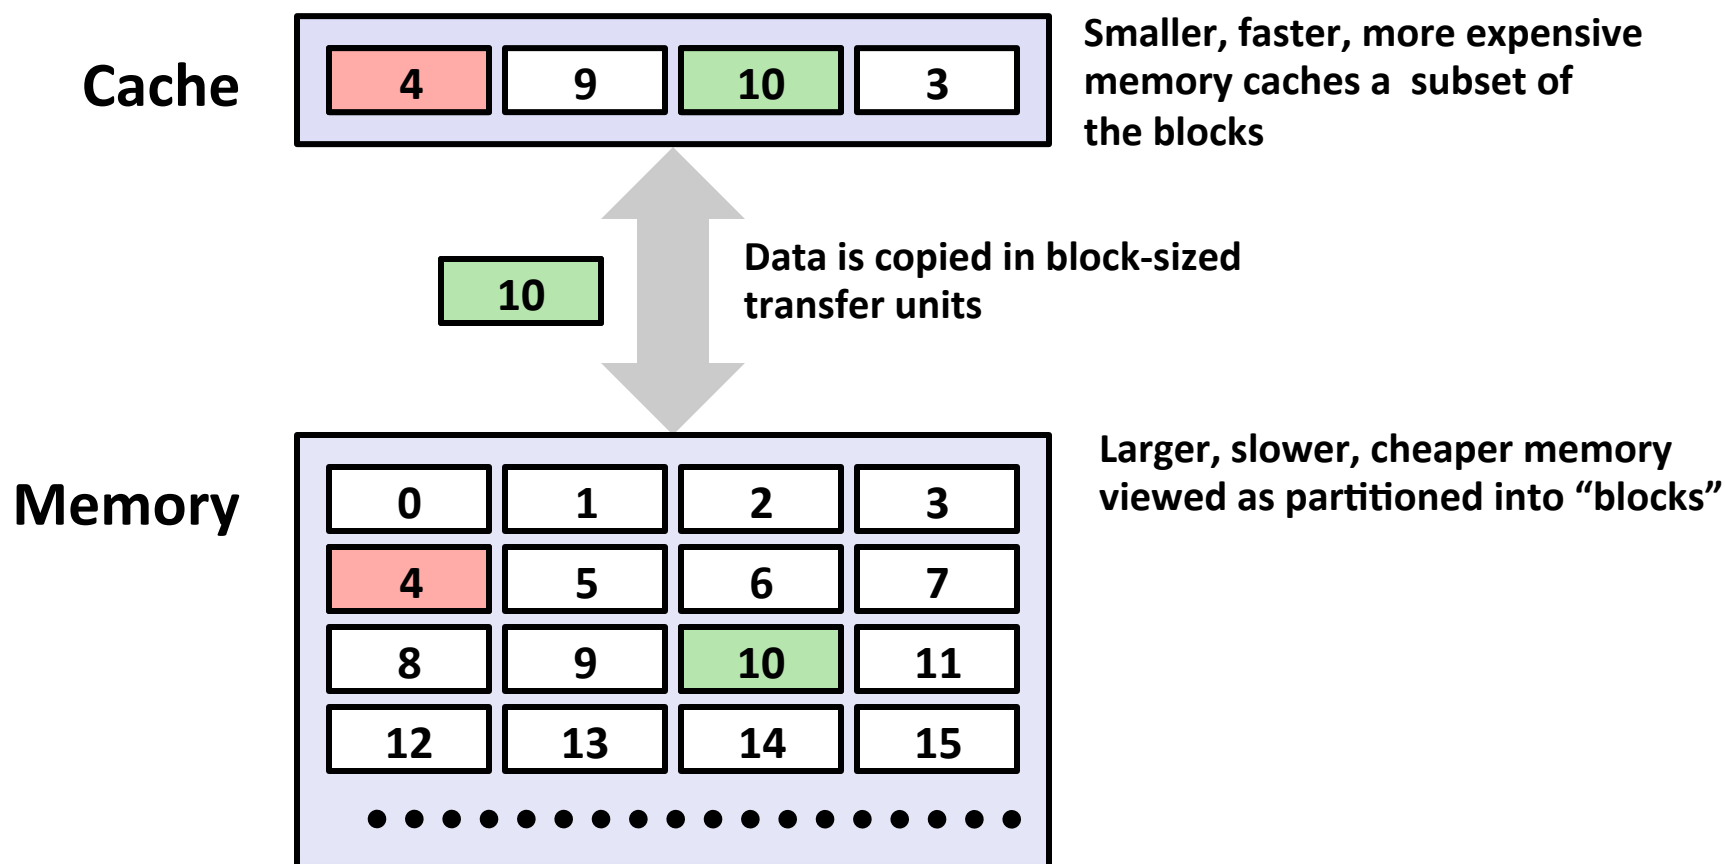 Cache
4 9 10 3
Smaller, faster, more expensive
memory caches a subset of
the blocks
10
Data is copied in block-sized
transfer units
Memory
Larger, slower, cheaper memory
viewed as partitioned into “blocks”
0 1 2 3
4 5 6 7
8 9 10 11
12 13 14 15